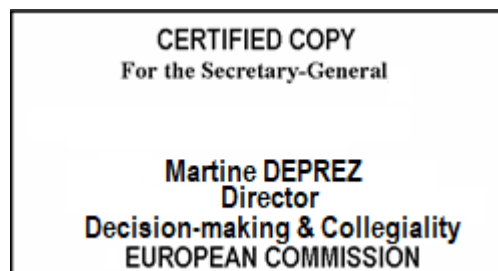 CERTIFIED COPY
For the Secretary-General
Martine DEPREZ
Director
Decision-making & Collegiality
EUROPEAN COMMISSION